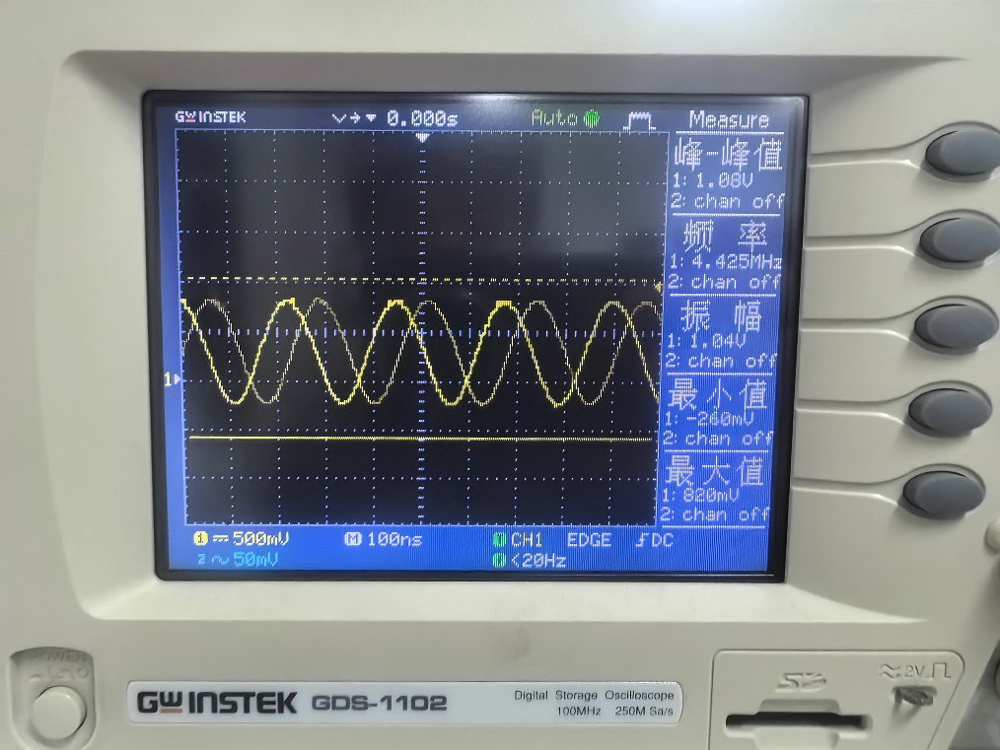 GW INSTEK
0.000s
Auto
Measure
峰-峰值
1: 1.08V
2: chan off
频 率
1: 4.425MHz
2: chan off
振 幅
1: 1.04V
2: chan off
最小值
1: -260mV
2: chan off
最大值
1: 820mV
2: chan off
1
1 500mV
M 100ns
CH1 EDGE DC
2 50mV
<20Hz
POWER
GW INSTEK GDS-1102
Digital Storage Oscilloscope
100MHz 250M Sa/s
SD
2V